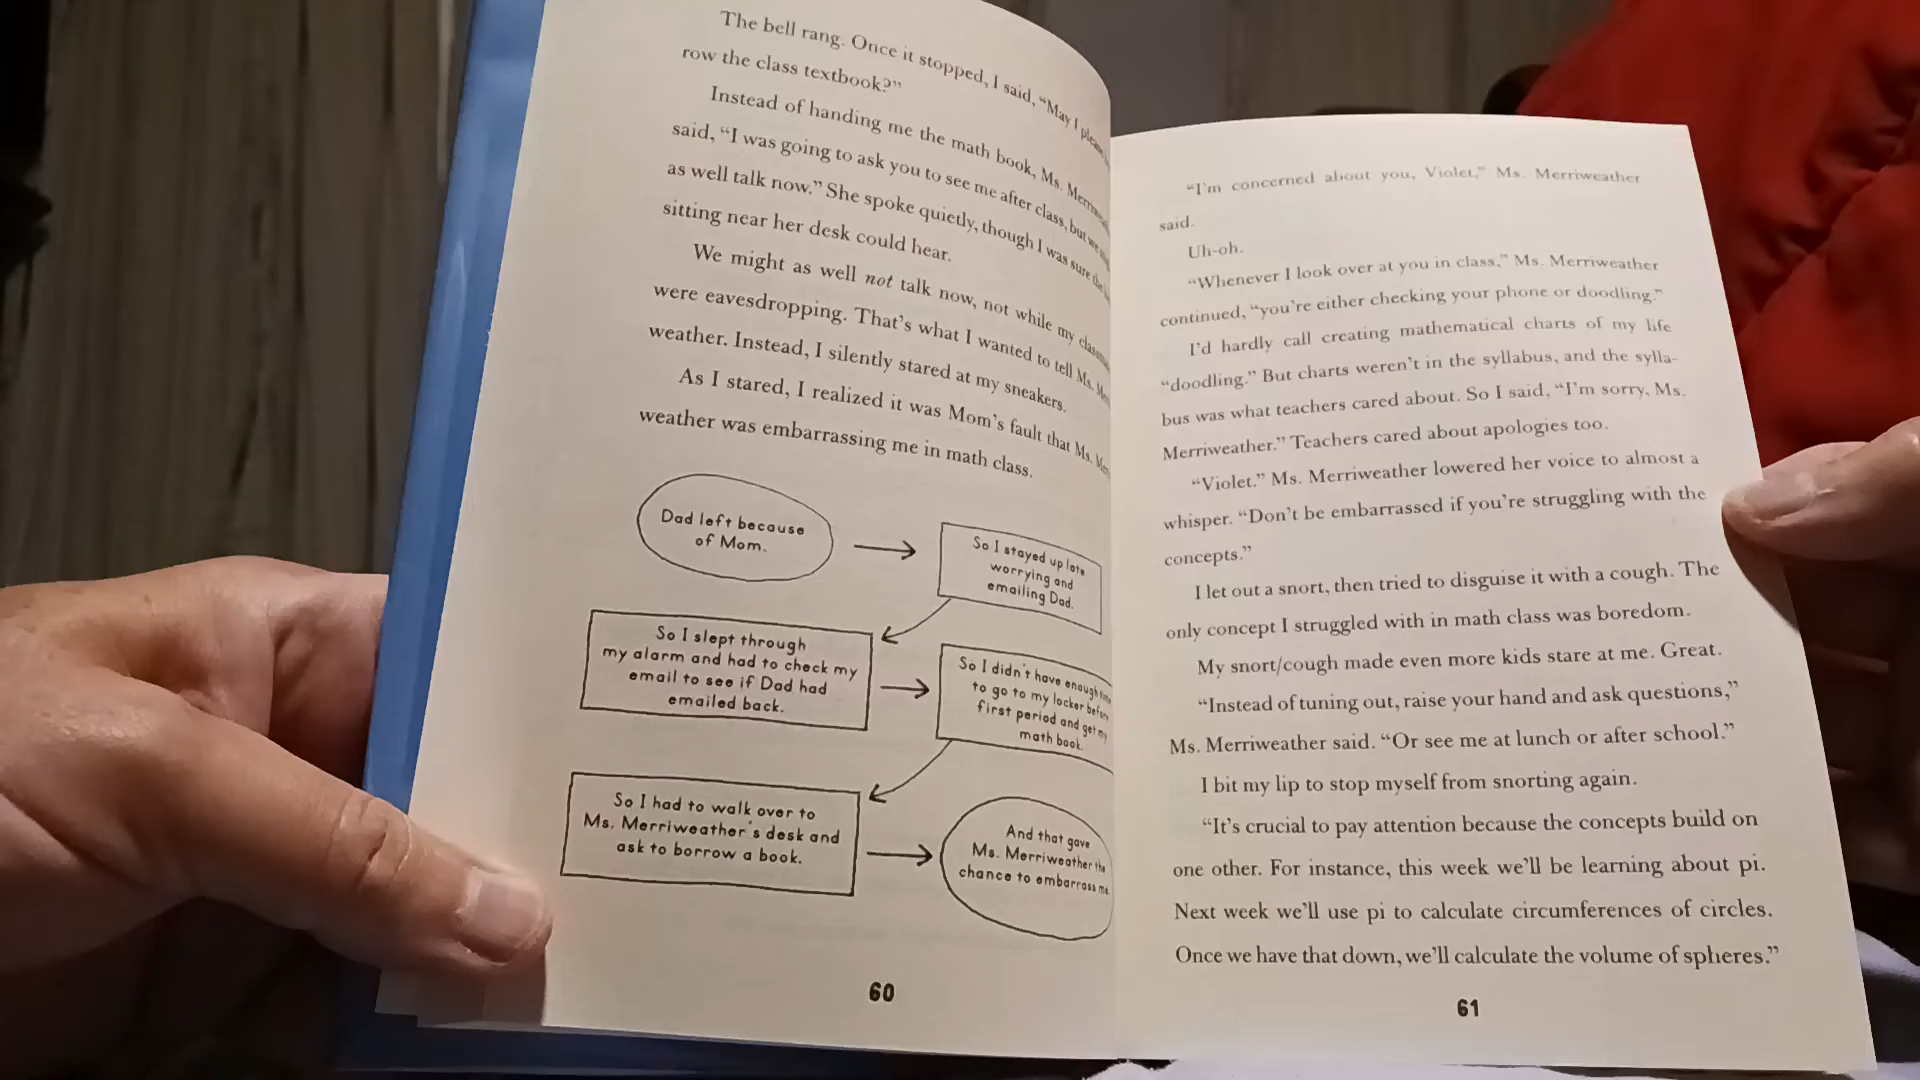 The bell rang. Once it stopped, I said, “May I please
row the class textbook?”
Instead of handing me the math book, Ms.
said, “I was going to ask you to see me after class, but we
as well talk now.” She spoke quietly, though I was sure the
sitting near her desk could hear.
We might as well not talk now, not while my
were eavesdropping. That’s what I wanted to tell Ms.
weather. Instead, I silently stared at my sneakers.
As I stared, I realized it was Mom’s fault that Ms.
weather was embarrassing me in math class.
Dad left because
of Mom.
So I stayed up late
worrying and
emailing Dad.
So I slept through
my alarm and had to check my
email to see if Dad had
emailed back.
So I didn't have enough
to go to my locker before
first period and get my
math book.
So I had to walk over to
Ms. Merriweather's desk and
ask to borrow a book.
And that gave
Ms. Merriweather the
chance to embarrass me.
60
“I’m concerned about you, Violet,” Ms. Merriweather
said.
Uh-oh.
“Whenever I look over at you in class,” Ms. Merriweather
continued, “you’re either checking your phone or doodling.”
I’d hardly call creating mathematical charts of my life
“doodling.” But charts weren’t in the syllabus, and the sylla-
bus was what teachers cared about. So I said, “I’m sorry, Ms.
Merriweather.” Teachers cared about apologies too.
“Violet.” Ms. Merriweather lowered her voice to almost a
whisper. “Don’t be embarrassed if you’re struggling with the
concepts.”
I let out a snort, then tried to disguise it with a cough. The
only concept I struggled with in math class was boredom.
My snort/cough made even more kids stare at me. Great.
“Instead of tuning out, raise your hand and ask questions,”
Ms. Merriweather said. “Or see me at lunch or after school.”
I bit my lip to stop myself from snorting again.
“It’s crucial to pay attention because the concepts build on
one other. For instance, this week we’ll be learning about pi.
Next week we’ll use pi to calculate circumferences of circles.
Once we have that down, we’ll calculate the volume of spheres.”
61